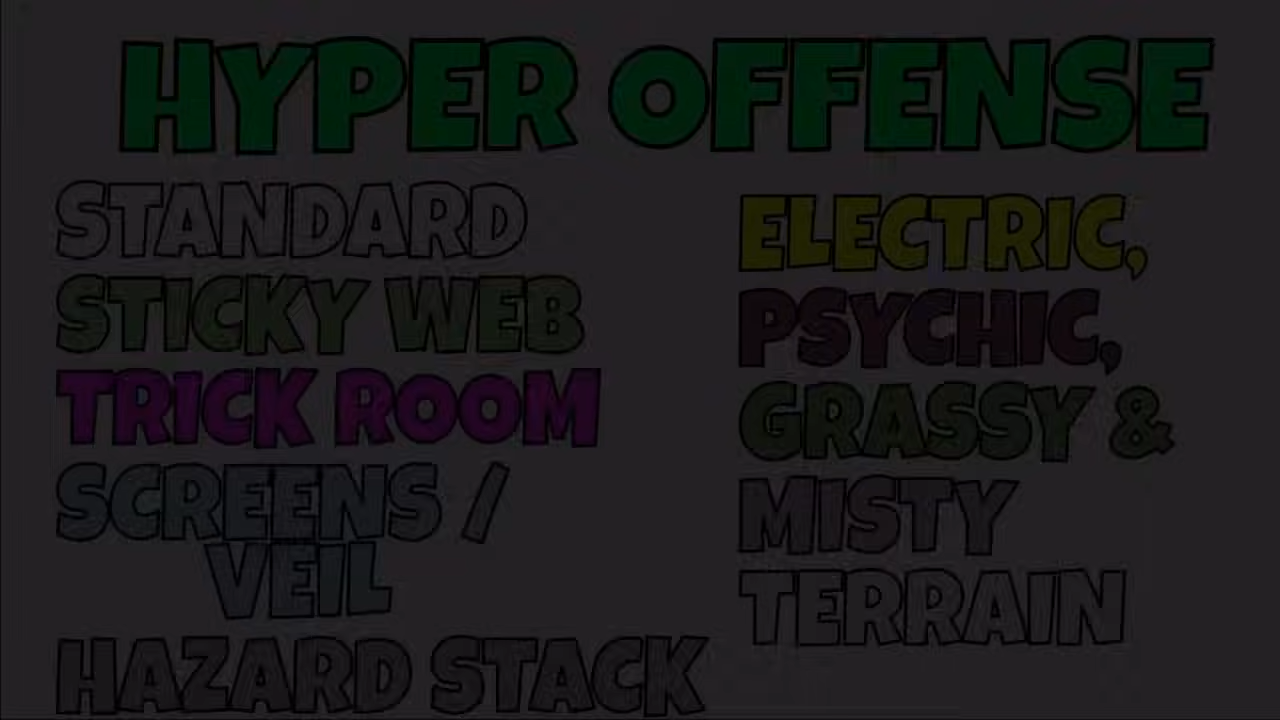 HYPER OFFENSE
STANDARD
STICKY WEB
TRICK ROOM
SCREENS /
VEIL
HAZARD STACK
ELECTRIC,
PSYCHIC,
GRASSY &
MISTY
TERRAIN